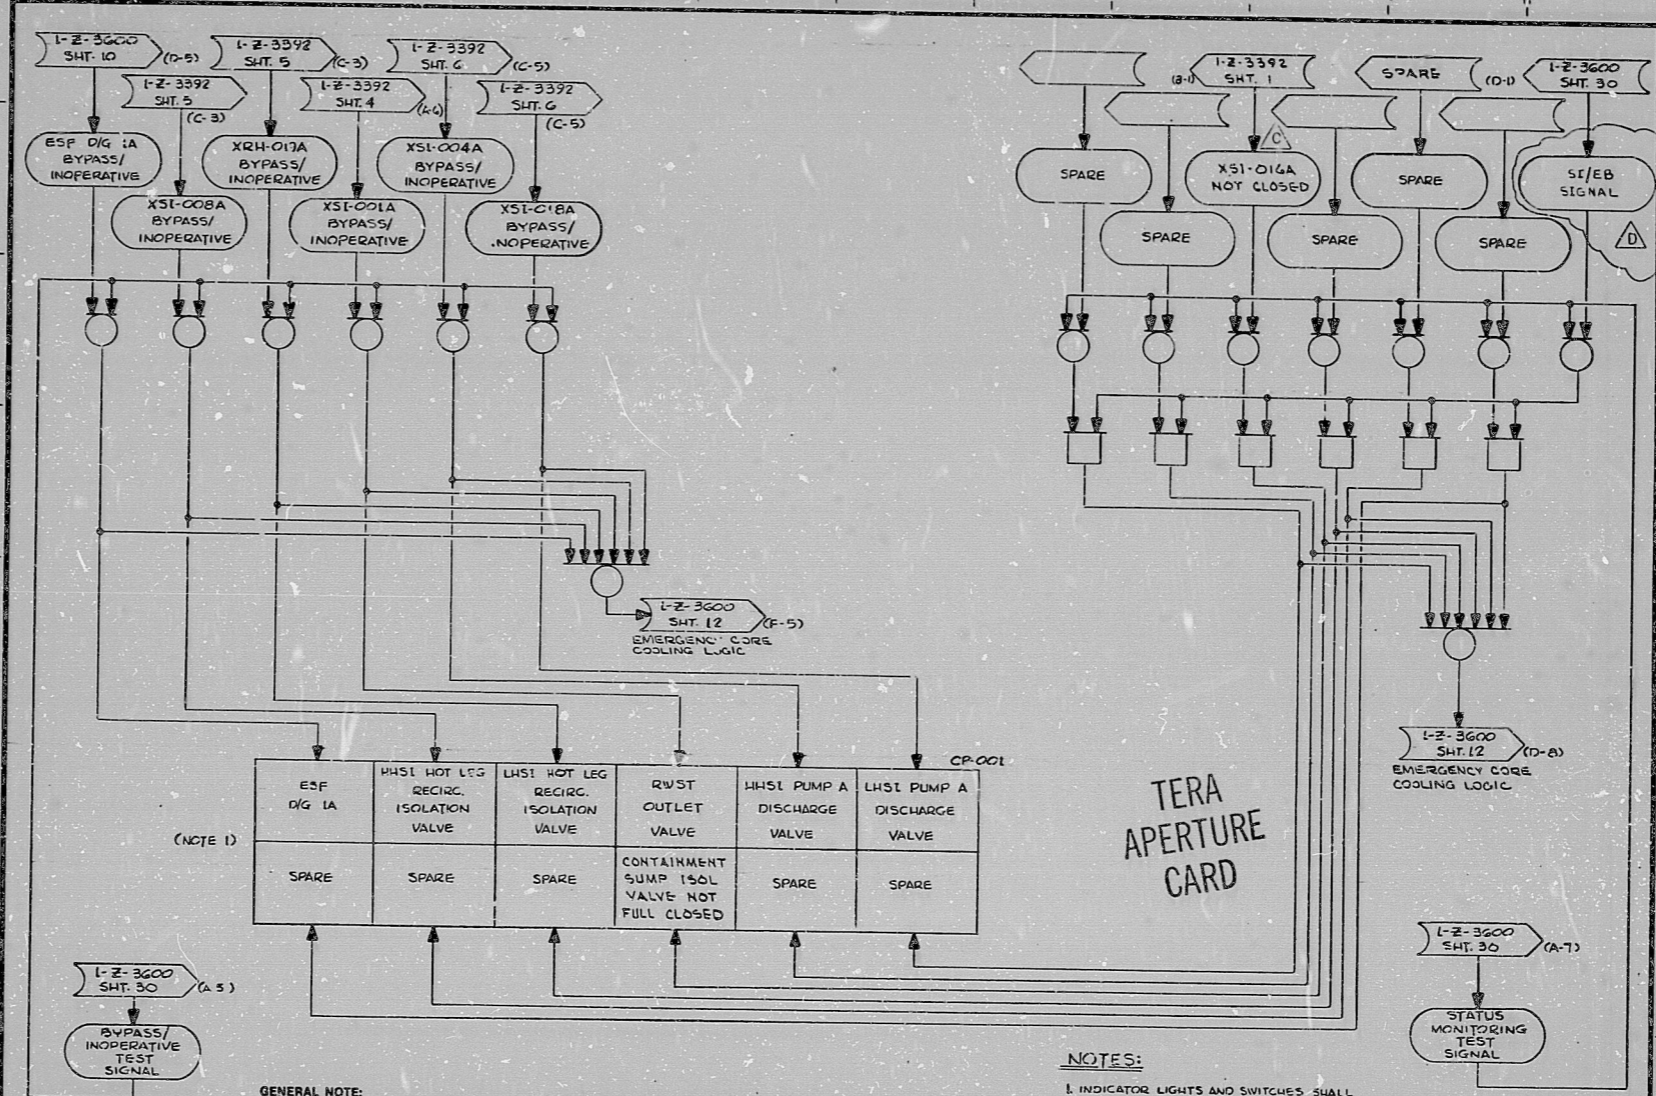 1-Z-3600
SHT. 10
(D-5)
1-Z-3392
SHT. 5
(C-3)
1-Z-3392
SHT. 6
(C-5)
1-Z-3392
SHT. 5
(C-3)
1-Z-3392
SHT. 4
1-Z-3392
SHT. 6
(C-5)
ESF D/G 1A
BYPASS/
INOPERATIVE
XRH-017A
BYPASS/
INOPERATIVE
XSI-004A
BYPASS/
INOPERATIVE
XSI-008A
BYPASS/
INOPERATIVE
XSI-001A
BYPASS/
INOPERATIVE
XSI-018A
BYPASS/
INOPERATIVE
(B-1)
1-Z-3392
SHT. 1
SPARE
(D-1)
1-Z-3600
SHT. 30
C
SPARE
XSI-016A
NOT CLOSED
SPARE
SI/EB
SIGNAL
D
SPARE
SPARE
SPARE
1-Z-3600
SHT. 12
(F-5)
EMERGENCY CORE
COOLING LOGIC
1-Z-3600
SHT. 12
(D-8)
EMERGENCY CORE
COOLING LOGIC
CP-001
(NOTE 1)
ESF
D/G 1A
HHSI HOT LEG
RECIRC.
ISOLATION
VALVE
LHSI HOT LEG
RECIRC.
ISOLATION
VALVE
RWST
OUTLET
VALVE
HHSI PUMP A
DISCHARGE
VALVE
LHSI PUMP A
DISCHARGE
VALVE
SPARE
SPARE
SPARE
CONTAINMENT
SUMP ISOL
VALVE NOT
FULL CLOSED
SPARE
SPARE
TERA
APERTURE
CARD
1-Z-3600
SHT. 30
(A-5)
BYPASS/
INOPERATIVE
TEST
SIGNAL
1-Z-3600
SHT. 30
(A-7)
STATUS
MONITORING
TEST
SIGNAL
GENERAL NOTE:
NOTES:
1. INDICATOR LIGHTS AND SWITCHES SHALL